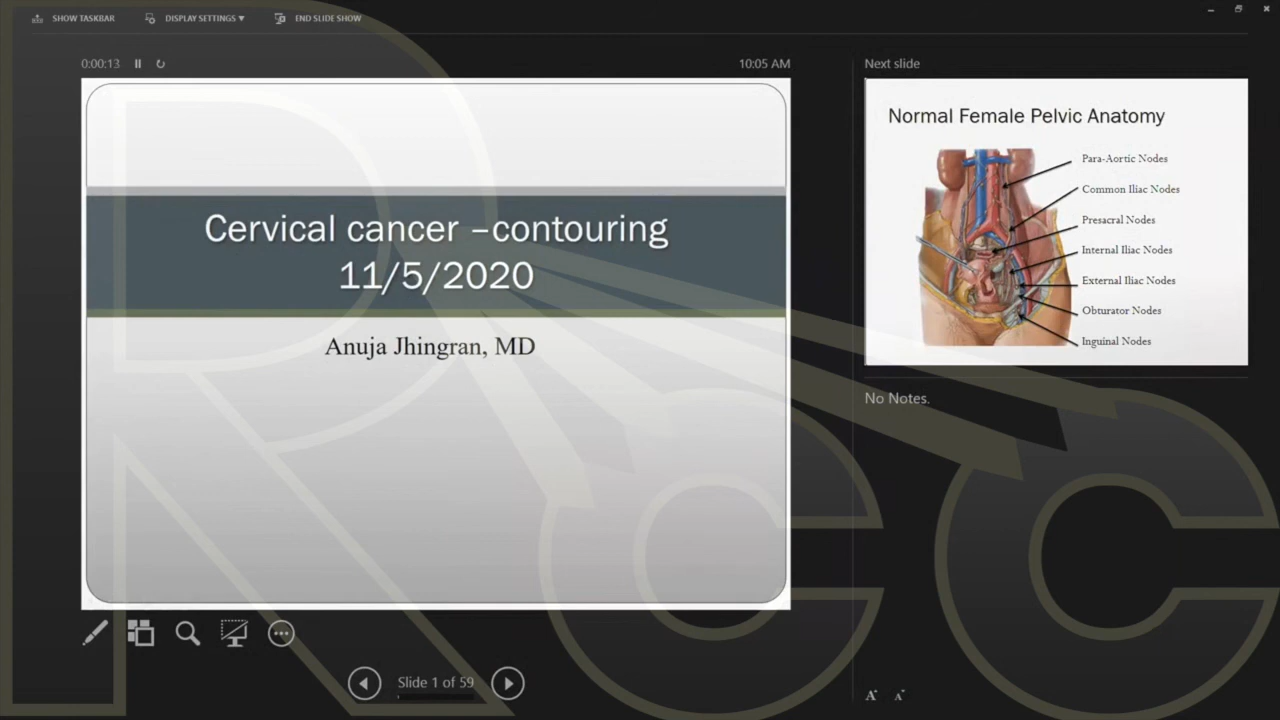 SHOW TASKBAR
DISPLAY SETTINGS ▼
END SLIDE SHOW
0:00:13
10:05 AM
Cervical cancer –contouring
11/5/2020
Anuja Jhingran, MD
Next slide
Normal Female Pelvic Anatomy
Para-Aortic Nodes
Common Iliac Nodes
Presacral Nodes
Internal Iliac Nodes
External Iliac Nodes
Obturator Nodes
Inguinal Nodes
No Notes.
Slide 1 of 59
A A
RCC